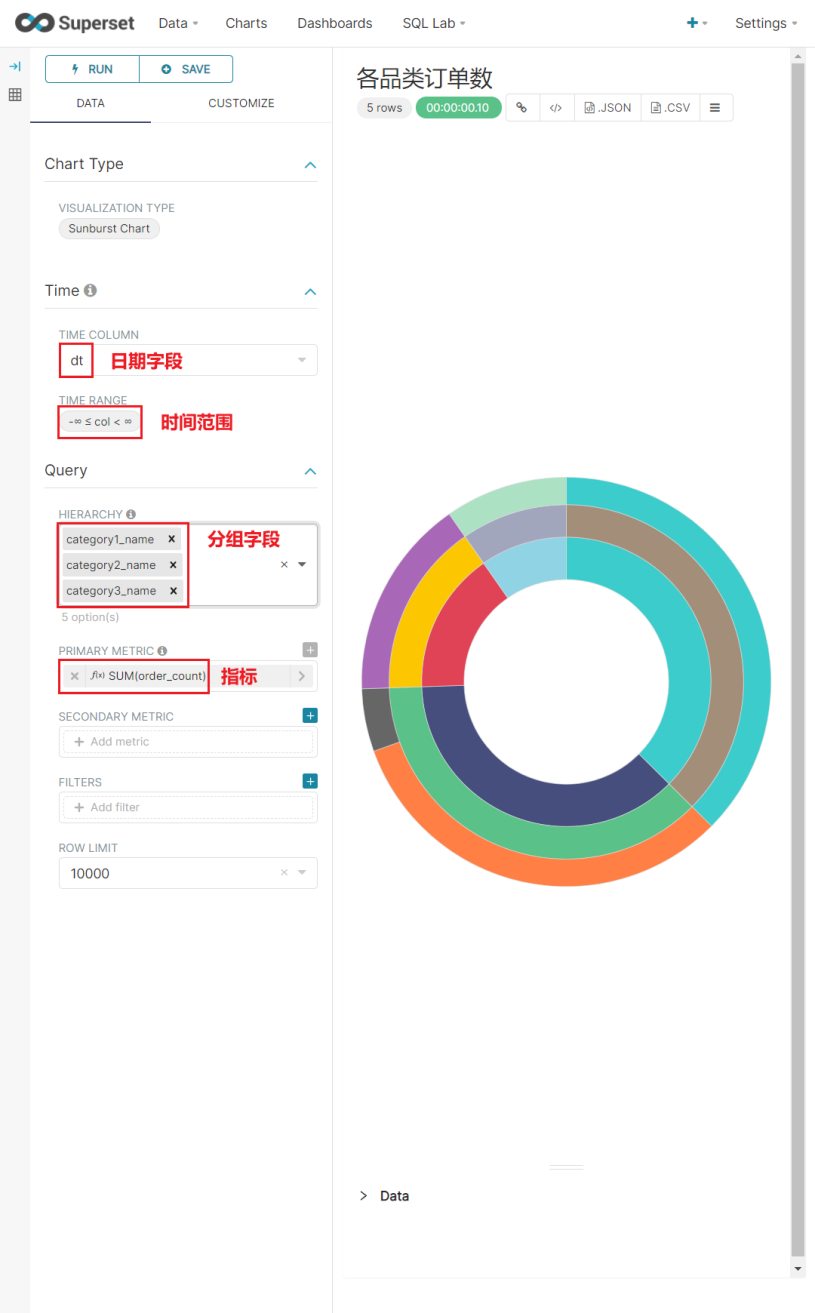 Superset Data Charts Dashboards SQL Lab + Settings
RUN SAVE
DATA CUSTOMIZE
各品类订单数
5 rows 00:00:00.10 </> .JSON .CSV
Chart Type
VISUALIZATION TYPE
Sunburst Chart
Time
TIME COLUMN
dt 日期字段
TIME RANGE
-∞ ≤ col < ∞ 时间范围
Query
HIERARCHY
category1_name × 分组字段
category2_name ×
category3_name ×
5 option(s)
PRIMARY METRIC
× f(x) SUM(order_count) 指标
SECONDARY METRIC
+ Add metric
FILTERS
+ Add filter
ROW LIMIT
10000
> Data